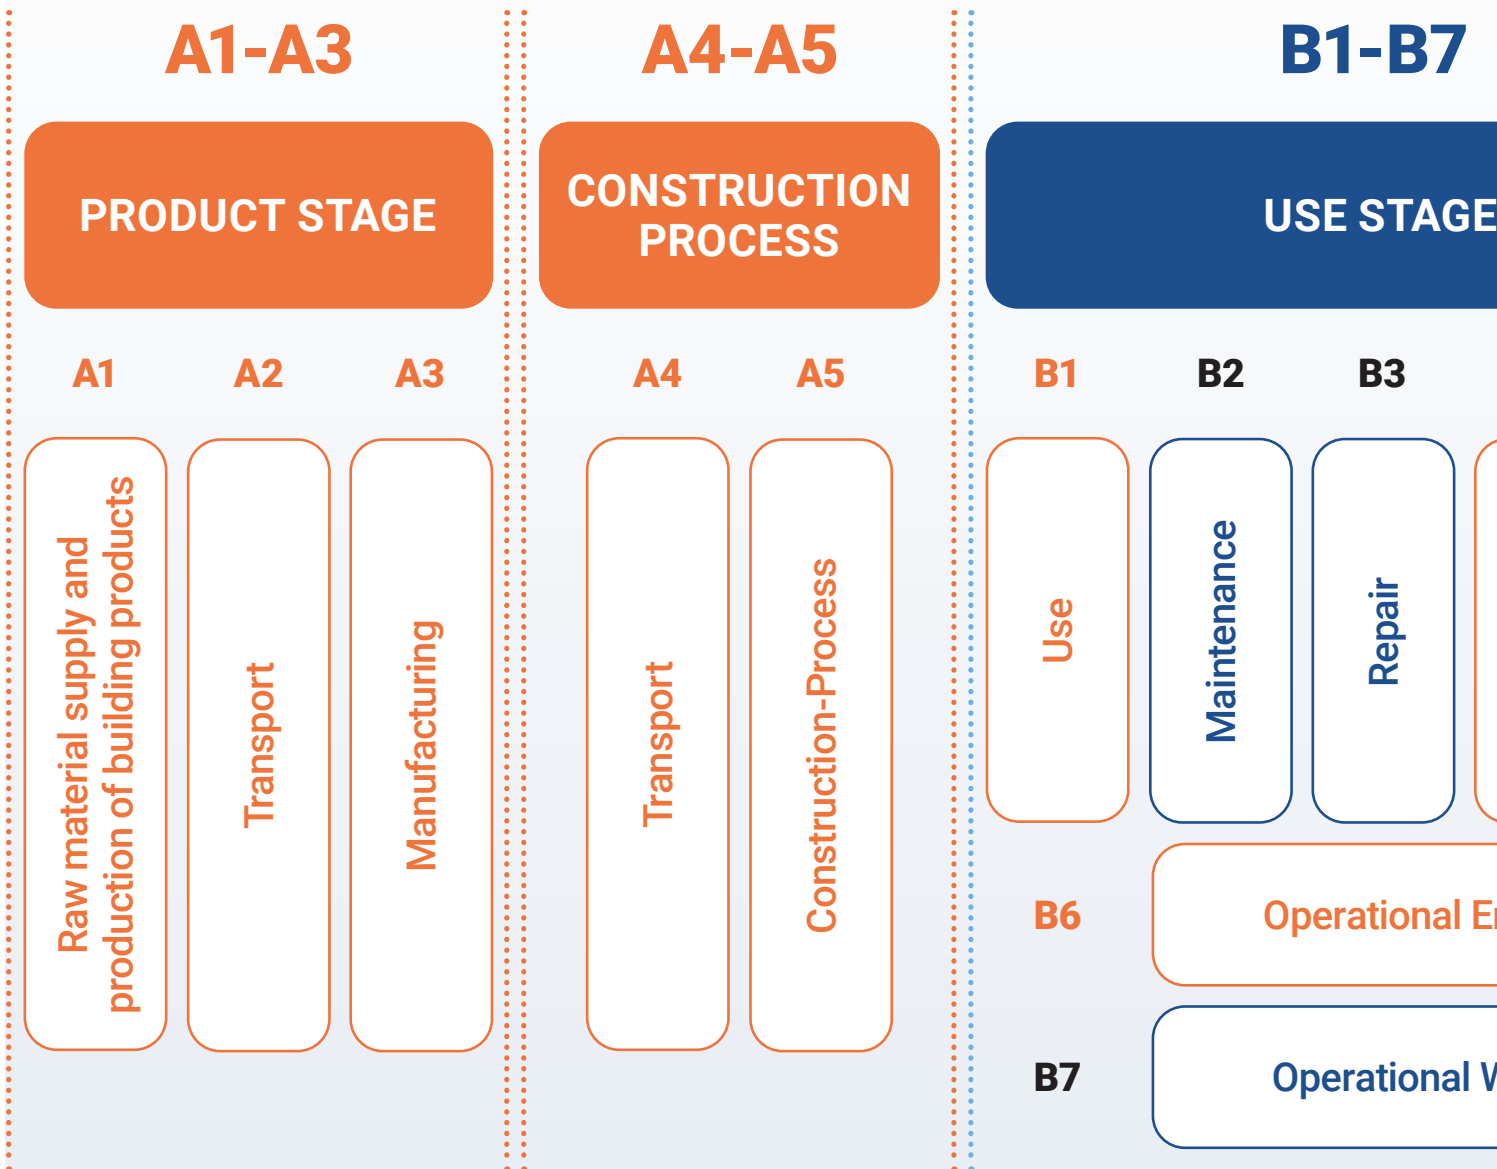 A1-A3
A4-A5
B1-B7
PRODUCT STAGE
CONSTRUCTION
PROCESS
USE STAGE
A1
A2
A3
A4
A5
B1
B2
B3
Raw material supply and
production of building products
Transport
Manufacturing
Transport
Construction-Process
Use
Maintenance
Repair
B6
Operational
B7
Operational